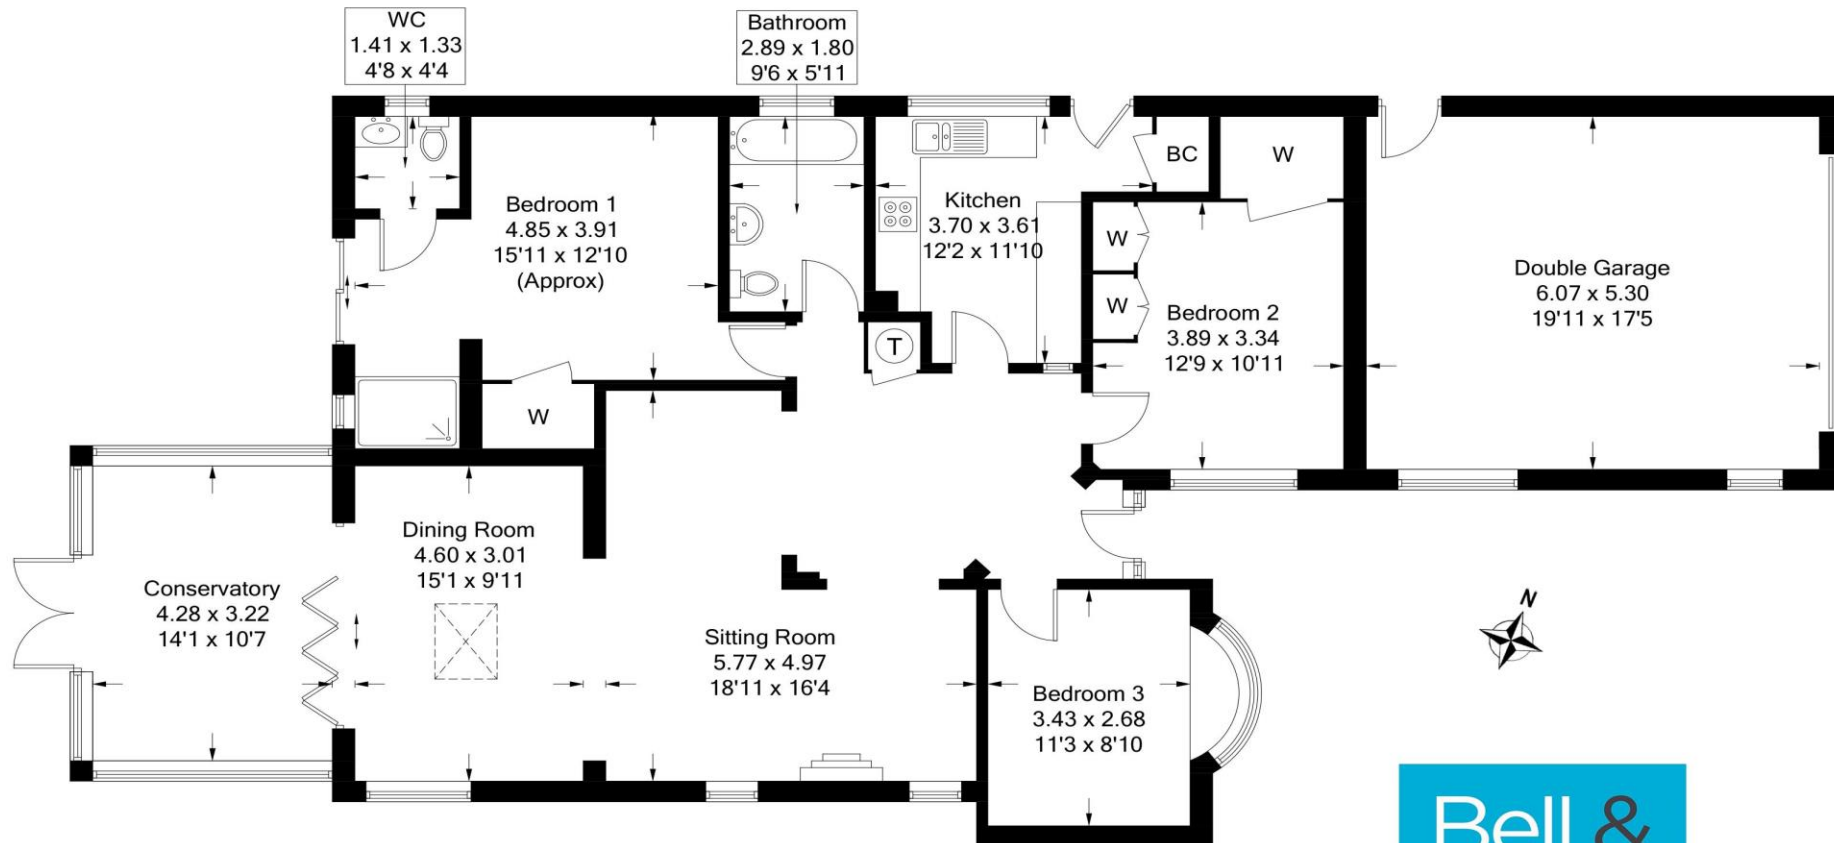 WC
1.41 x 1.33
4'8 x 4'4
Bathroom
2.89 x 1.80
9'6 x 5'11
Bedroom 1
4.85 x 3.91
15'11 x 12'10
(Approx)
Kitchen
3.70 x 3.61
12'2 x 11'10
BC
W
W
W
Bedroom 2
3.89 x 3.34
12'9 x 10'11
Double Garage
6.07 x 5.30
19'11 x 17'5
T
W
Dining Room
4.60 x 3.01
15'1 x 9'11
Conservatory
4.28 x 3.22
14'1 x 10'7
Sitting Room
5.77 x 4.97
18'11 x 16'4
Bedroom 3
3.43 x 2.68
11'3 x 8'10
N
Bell &